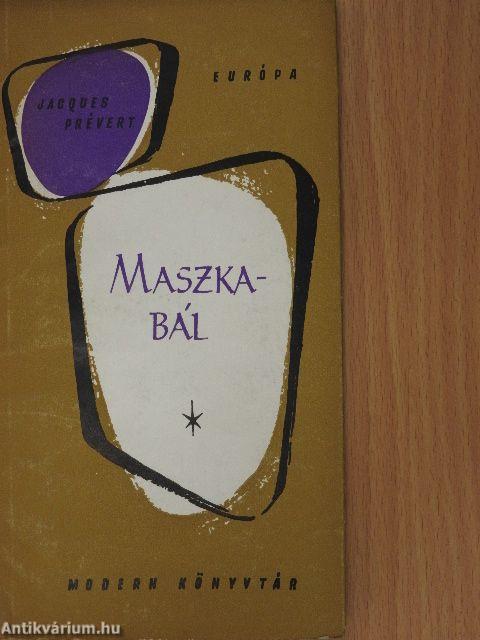 EURÓPA
JACQUES
PRÉVERT
MASZKA-
BÁL
MODERN KÖNYVTÁR
Antikvárium.hu